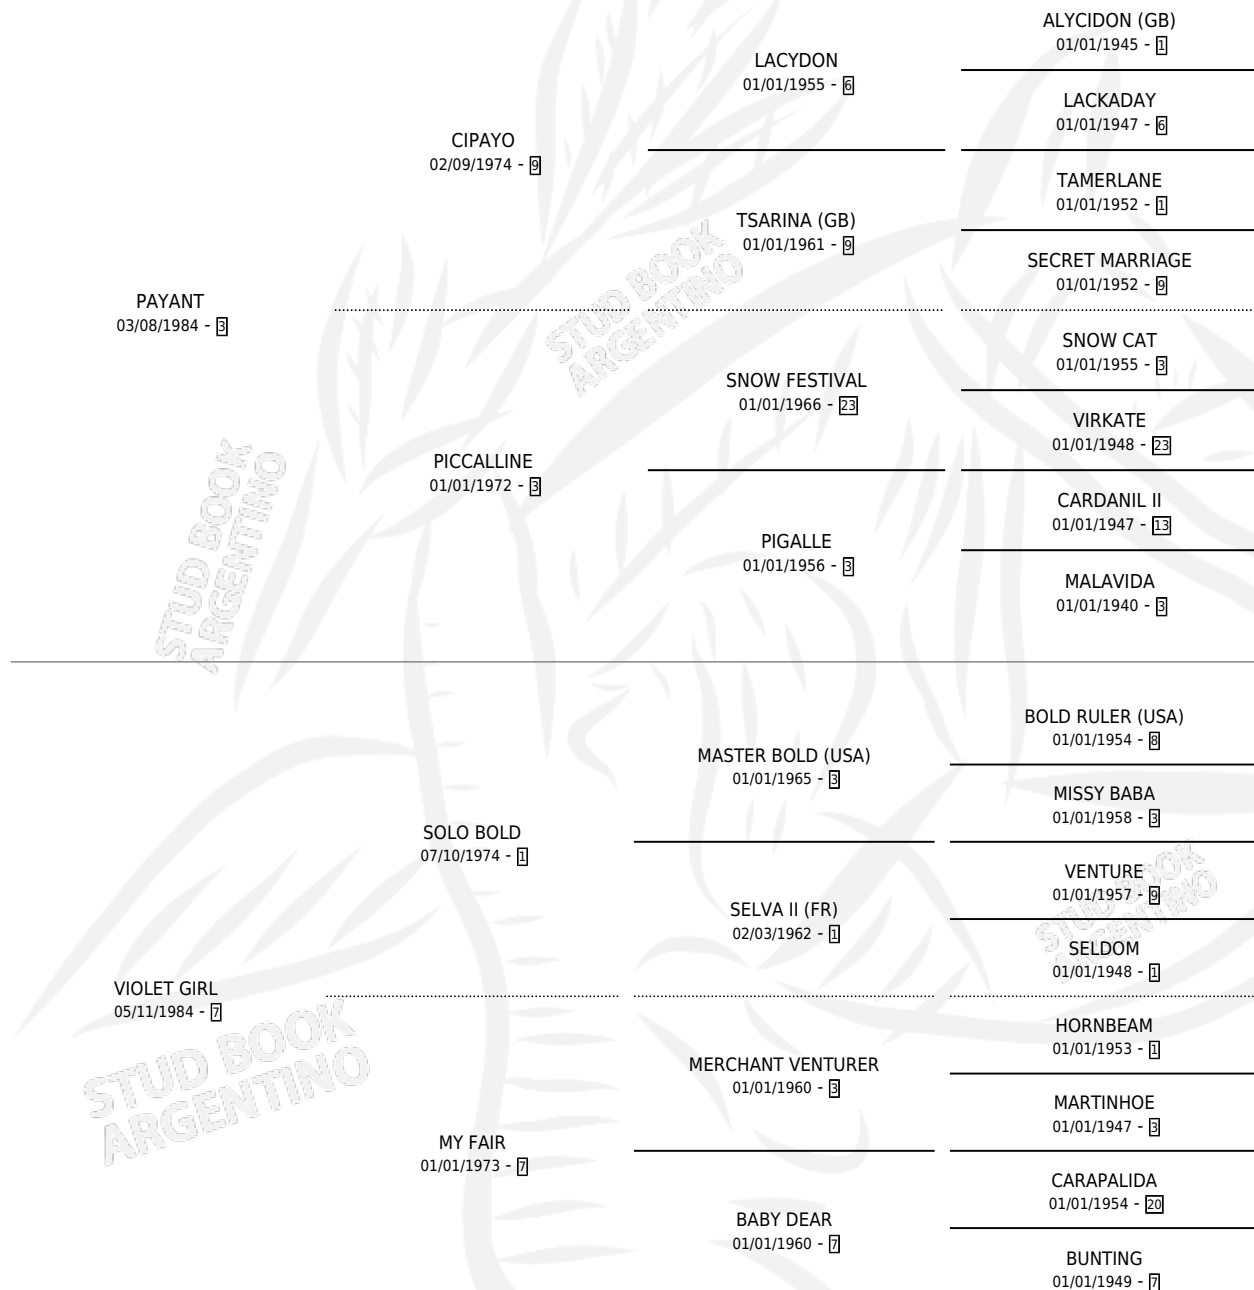 ALYCIDON (GB)
01/01/1945 - 1
LACYDON
01/01/1955 - 6
LACKADAY
01/01/1947 - 6
CIPAYO
02/09/1974 - 9
TAMERLANE
01/01/1952 - 1
TSARINA (GB)
01/01/1961 - 9
SECRET MARRIAGE
01/01/1952 - 9
PAYANT
03/08/1984 - 3
SNOW CAT
01/01/1955 - 3
SNOW FESTIVAL
01/01/1966 - 23
VIRKATE
01/01/1948 - 23
PICCALLINE
01/01/1972 - 3
CARDANIL II
01/01/1947 - 13
PIGALLE
01/01/1956 - 3
MALAVIDA
01/01/1940 - 3
BOLD RULER (USA)
01/01/1954 - 8
MASTER BOLD (USA)
01/01/1965 - 3
MISSY BABA
01/01/1958 - 3
SOLO BOLD
07/10/1974 - 1
VENTURE
01/01/1957 - 9
SELVA II (FR)
02/03/1962 - 1
SELDOM
01/01/1948 - 1
VIOLET GIRL
05/11/1984 - 7
HORNBEAM
01/01/1953 - 1
MERCHANT VENTURER
01/01/1960 - 3
MARTINHOE
01/01/1947 - 3
MY FAIR
01/01/1973 - 7
CARAPALIDA
01/01/1954 - 20
BABY DEAR
01/01/1960 - 7
BUNTING
01/01/1949 - 7
STUD BOOK
ARGENTINO
STUD BOOK
ARGENTINO
STUD BOOK
ARGENTINO
STUD BOOK
ARGENTINO